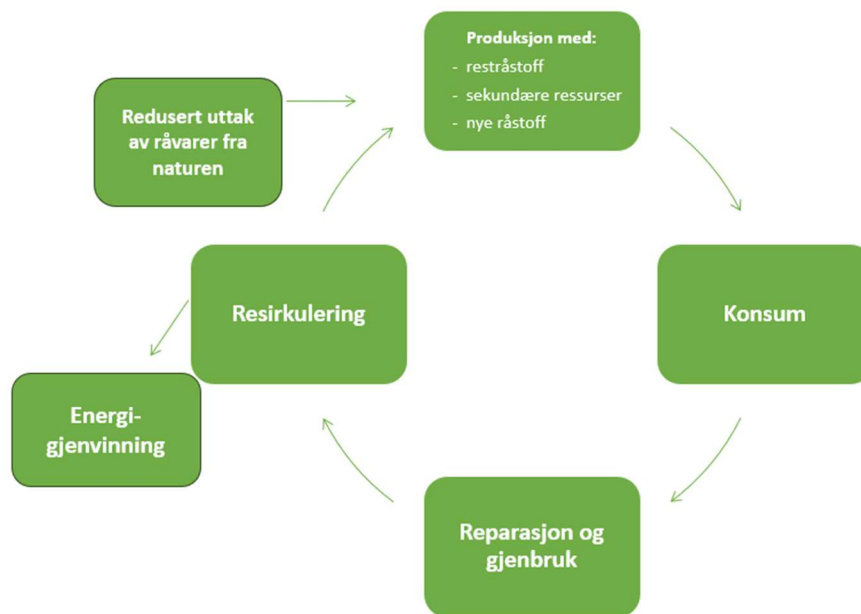 Produksjon med:
- restråstoff
- sekundære ressurser
- nye råstoff
Redusert uttak
av råvarer fra
naturen
Resirkulering
Konsum
Energi-
gjenvinning
Reparasjon og
gjenbruk